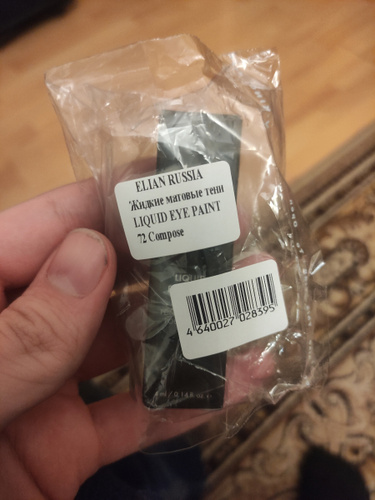 ELIAN RUSSIA
Жидкие матовые тени
LIQUID EYE PAINT
72 Compose
4 640027 028395